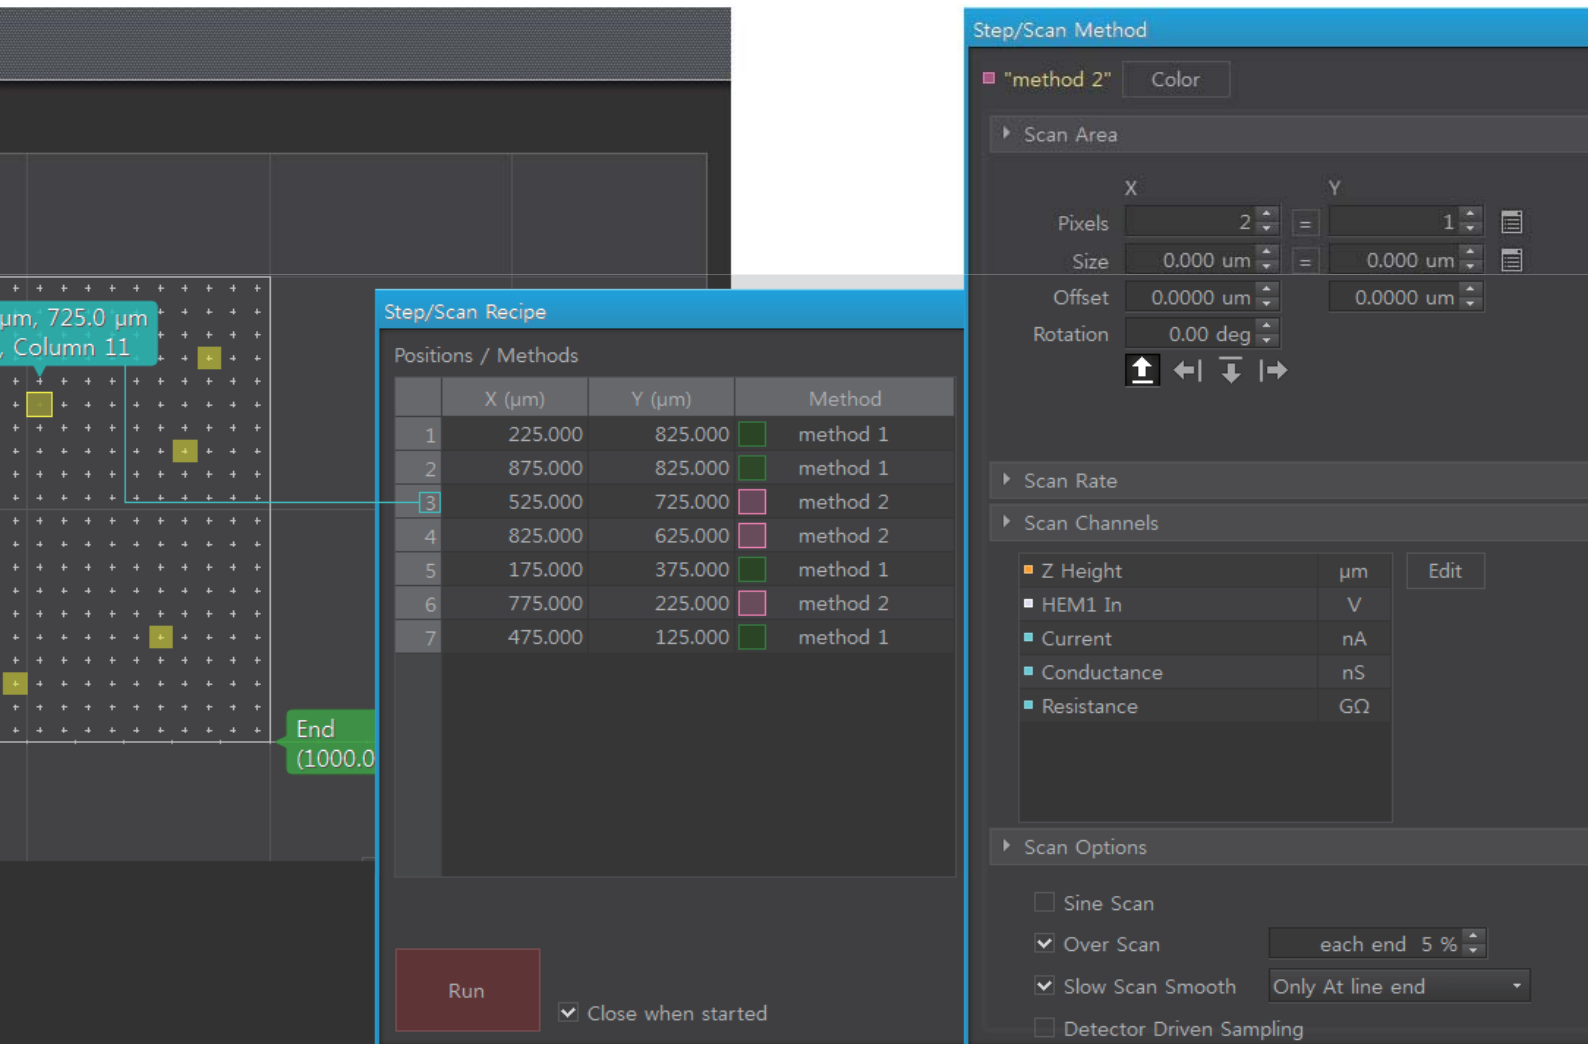 µm, 725.0 µm
, Column 11
End
(1000.0
Step/Scan Recipe
Positions / Methods
X (µm) Y (µm) Method
1 225.000 825.000 method 1
2 875.000 825.000 method 1
3 525.000 725.000 method 2
4 825.000 625.000 method 2
5 175.000 375.000 method 1
6 775.000 225.000 method 2
7 475.000 125.000 method 1
Run
Close when started
Step/Scan Method
"method 2" Color
Scan Area
X Y
Pixels 2 = 1
Size 0.000 um = 0.000 um
Offset 0.0000 um 0.0000 um
Rotation 0.00 deg
Scan Rate
Scan Channels
Z Height µm Edit
HEM1 In V
Current nA
Conductance nS
Resistance GΩ
Scan Options
Sine Scan
Over Scan each end 5 %
Slow Scan Smooth Only At line end
Detector Driven Sampling